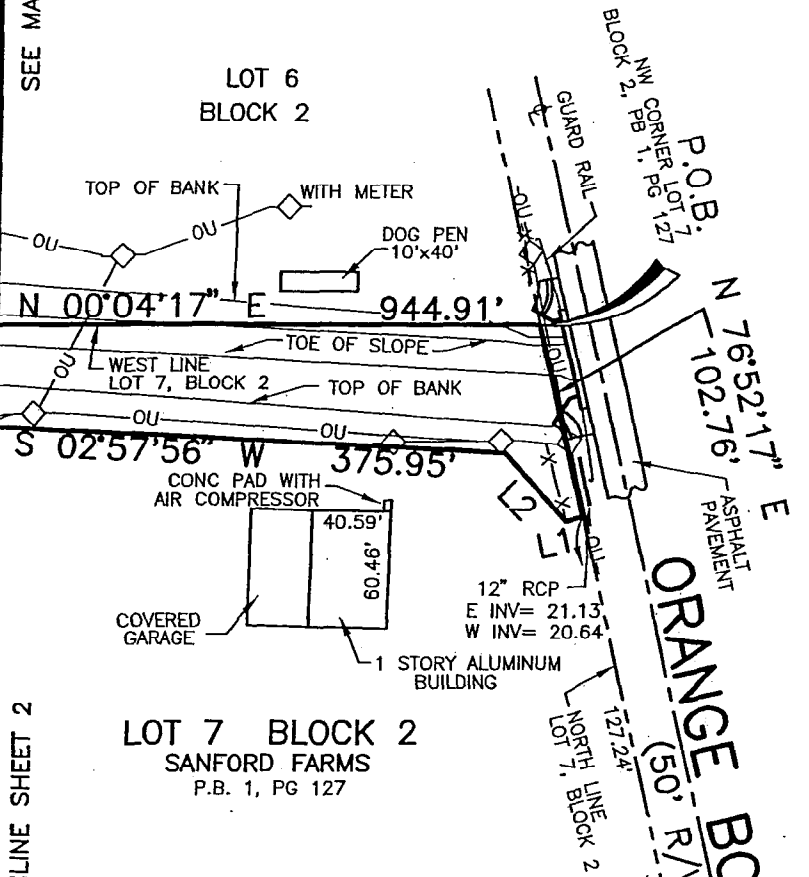 SEE MA
LOT 6
BLOCK 2
TOP OF BANK
WITH METER
OU
OU
DOG PEN
10'x40'
GUARD RAIL
P.O.B.
NW CORNER LOT 7
BLOCK 2, PB 1, PG 127
OU
N 00°04'17" E 944.91'
TOE OF SLOPE
WEST LINE
LOT 7, BLOCK 2
TOP OF BANK
OU
OU
OU
OU
S 02°57'56" W 375.95'
N 76°52'17" E
102.76'
ASPHALT
PAVEMENT
CONC PAD WITH
AIR COMPRESSOR
40.59'
60.46'
L2
L1
OU
12" RCP
E INV= 21.13
W INV= 20.64
COVERED
GARAGE
1 STORY ALUMINUM
BUILDING
LOT 7 BLOCK 2
SANFORD FARMS
P.B. 1, PG 127
127.24'
NORTH LINE
LOT 7, BLOCK 2
ORANGE BO
(50' R/W
LINE SHEET 2